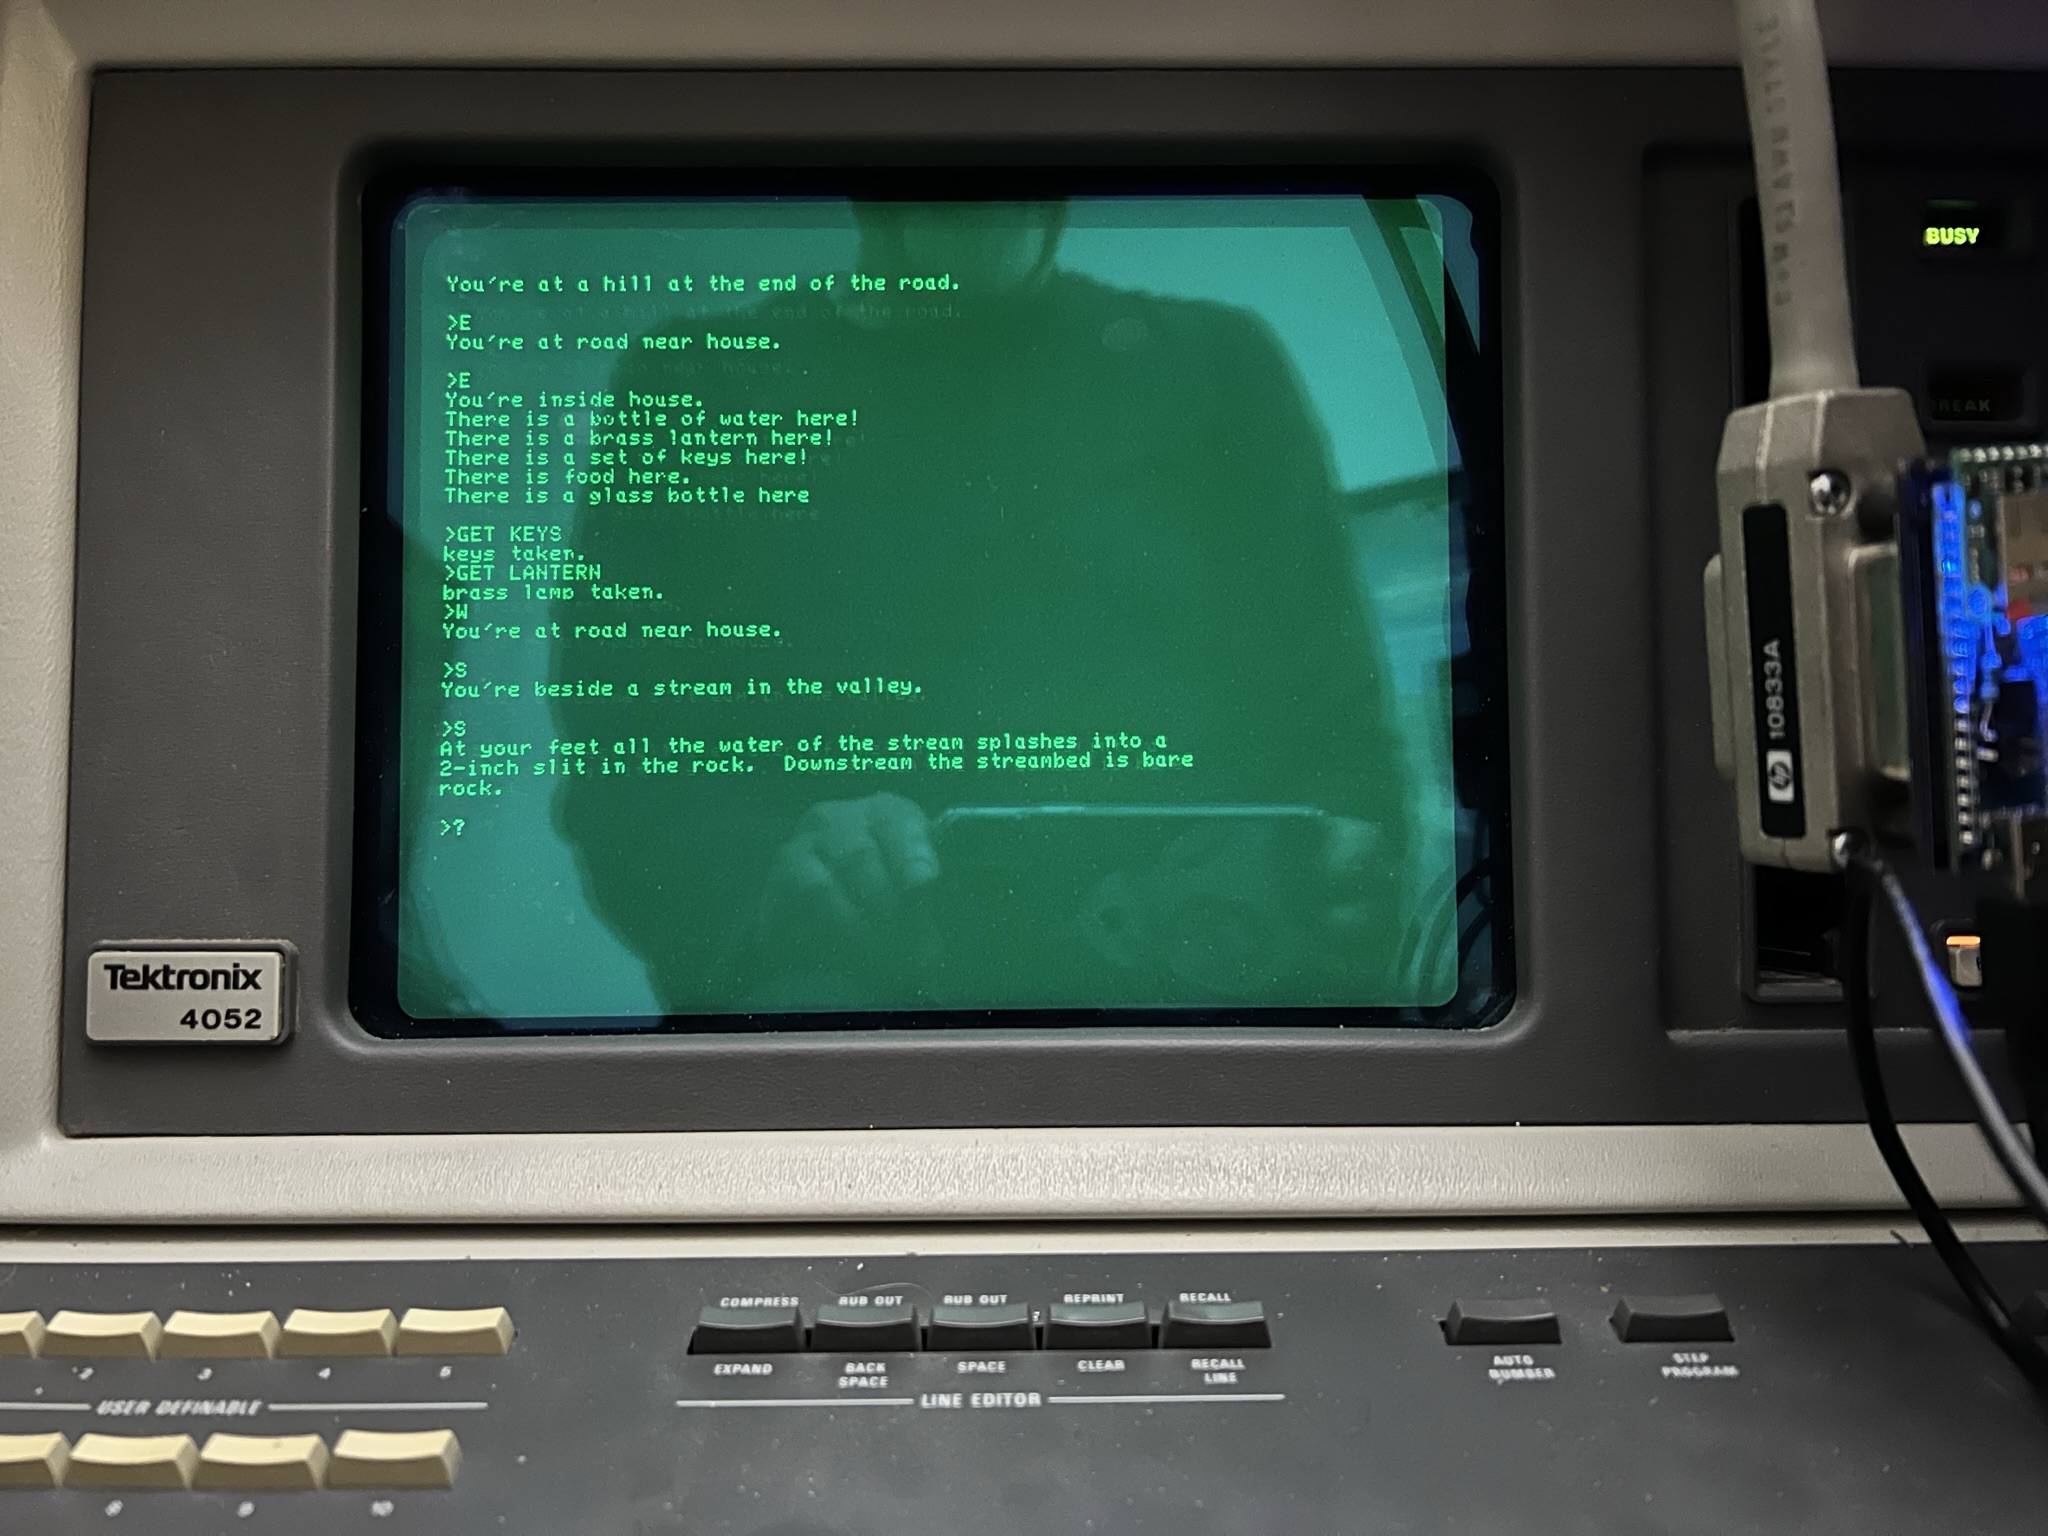 You're at a hill at the end of the road.
>E
You're at road near house.
>E
You're inside house.
There is a bottle of water here!
There is a brass lantern here!
There is a set of keys here!
There is food here.
There is a glass bottle here
>GET KEYS
keys taken.
>GET LANTERN
brass lamp taken.
>W
You're at road near house.
>S
You're beside a stream in the valley.
>S
At your feet all the water of the stream splashes into a
2-inch slit in the rock.  Downstream the streambed is bare
rock.
>?
BUSY
BREAK
hp 10833A
Tektronix
4052
COMPRESS RUB OUT RUB OUT REPRINT RECALL
2 3 4 5
EXPAND BACK SPACE SPACE CLEAR RECALL LINE
AUTO NUMBER
STEP PROGRAM
USER DEFINABLE
LINE EDITOR
8 9 10